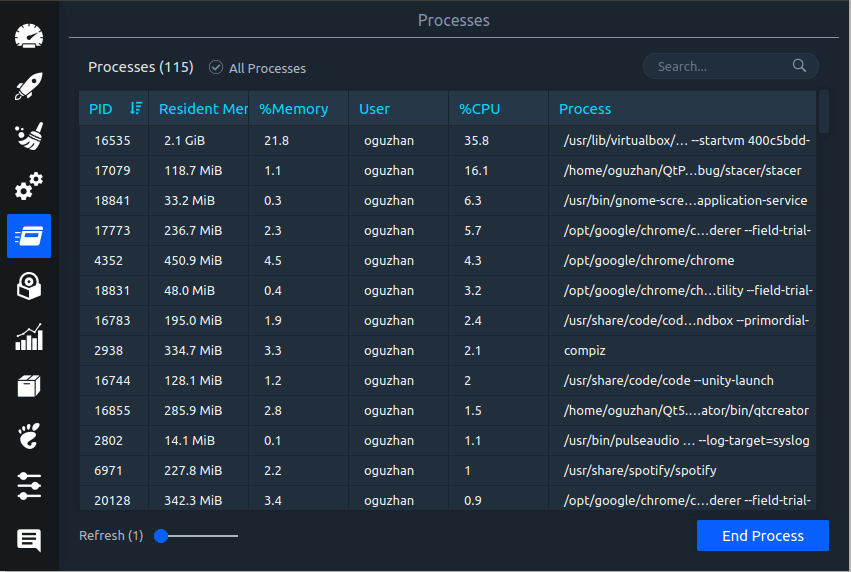 Processes
Processes (115) All Processes Search...
PID Resident Mer %Memory User %CPU Process
16535 2.1 GiB 21.8 oguzhan 35.8 /usr/lib/virtualbox/… --startvm 400c5bdd-
17079 118.7 MiB 1.1 oguzhan 16.1 /home/oguzhan/QtP…bug/stacer/stacer
18841 33.2 MiB 0.3 oguzhan 6.3 /usr/bin/gnome-scre…application-service
17773 236.7 MiB 2.3 oguzhan 5.7 /opt/google/chrome/c…derer --field-trial-
4352 450.9 MiB 4.5 oguzhan 4.3 /opt/google/chrome/chrome
18831 48.0 MiB 0.4 oguzhan 3.2 /opt/google/chrome/ch…tility --field-trial-
16783 195.0 MiB 1.9 oguzhan 2.4 /usr/share/code/cod…ndbox --primordial-
2938 334.7 MiB 3.3 oguzhan 2.1 compiz
16744 128.1 MiB 1.2 oguzhan 2 /usr/share/code/code --unity-launch
16855 285.9 MiB 2.8 oguzhan 1.5 /home/oguzhan/Qt5.…ator/bin/qtcreator
2802 14.1 MiB 0.1 oguzhan 1.1 /usr/bin/pulseaudio … --log-target=syslog
6971 227.8 MiB 2.2 oguzhan 1 /usr/share/spotify/spotify
20128 342.3 MiB 3.4 oguzhan 0.9 /opt/google/chrome/c…derer --field-trial-
Refresh (1) End Process